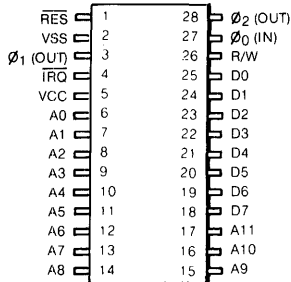 R̅E̅S̅ 1 28 Ø₂ (OUT)
VSS 2 27 Ø₀ (IN)
Ø₁ (OUT) 3 26 R/W
I̅R̅Q̅ 4 25 D0
VCC 5 24 D1
A0 6 23 D2
A1 7 22 D3
A2 8 21 D4
A3 9 20 D5
A4 10 19 D6
A5 11 18 D7
A6 12 17 A11
A7 13 16 A10
A8 14 15 A9